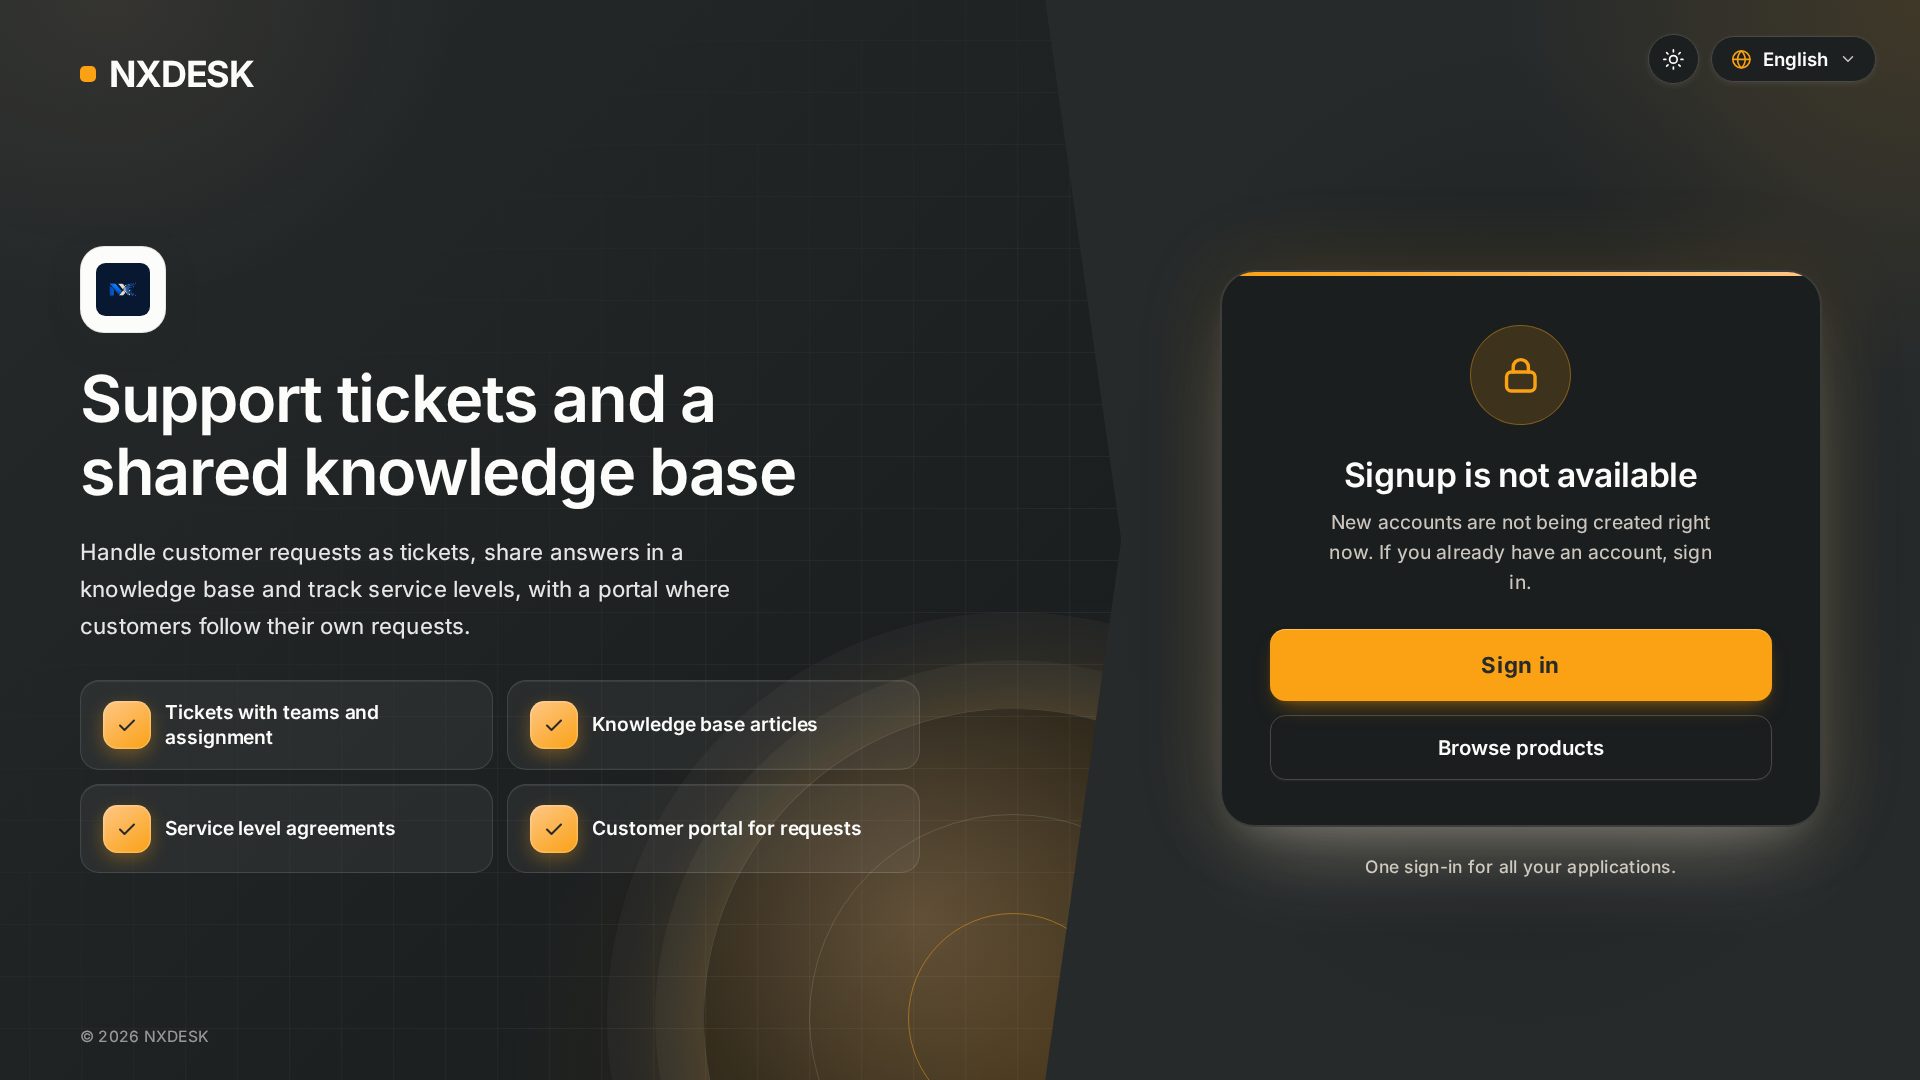 NXDESK
English
NX
Support tickets and a
shared knowledge base
Handle customer requests as tickets, share answers in a
knowledge base and track service levels, with a portal where
customers follow their own requests.
Tickets with teams and
assignment
Knowledge base articles
Service level agreements
Customer portal for requests
© 2026 NXDESK
Signup is not available
New accounts are not being created right
now. If you already have an account, sign
in.
Sign in
Browse products
One sign-in for all your applications.